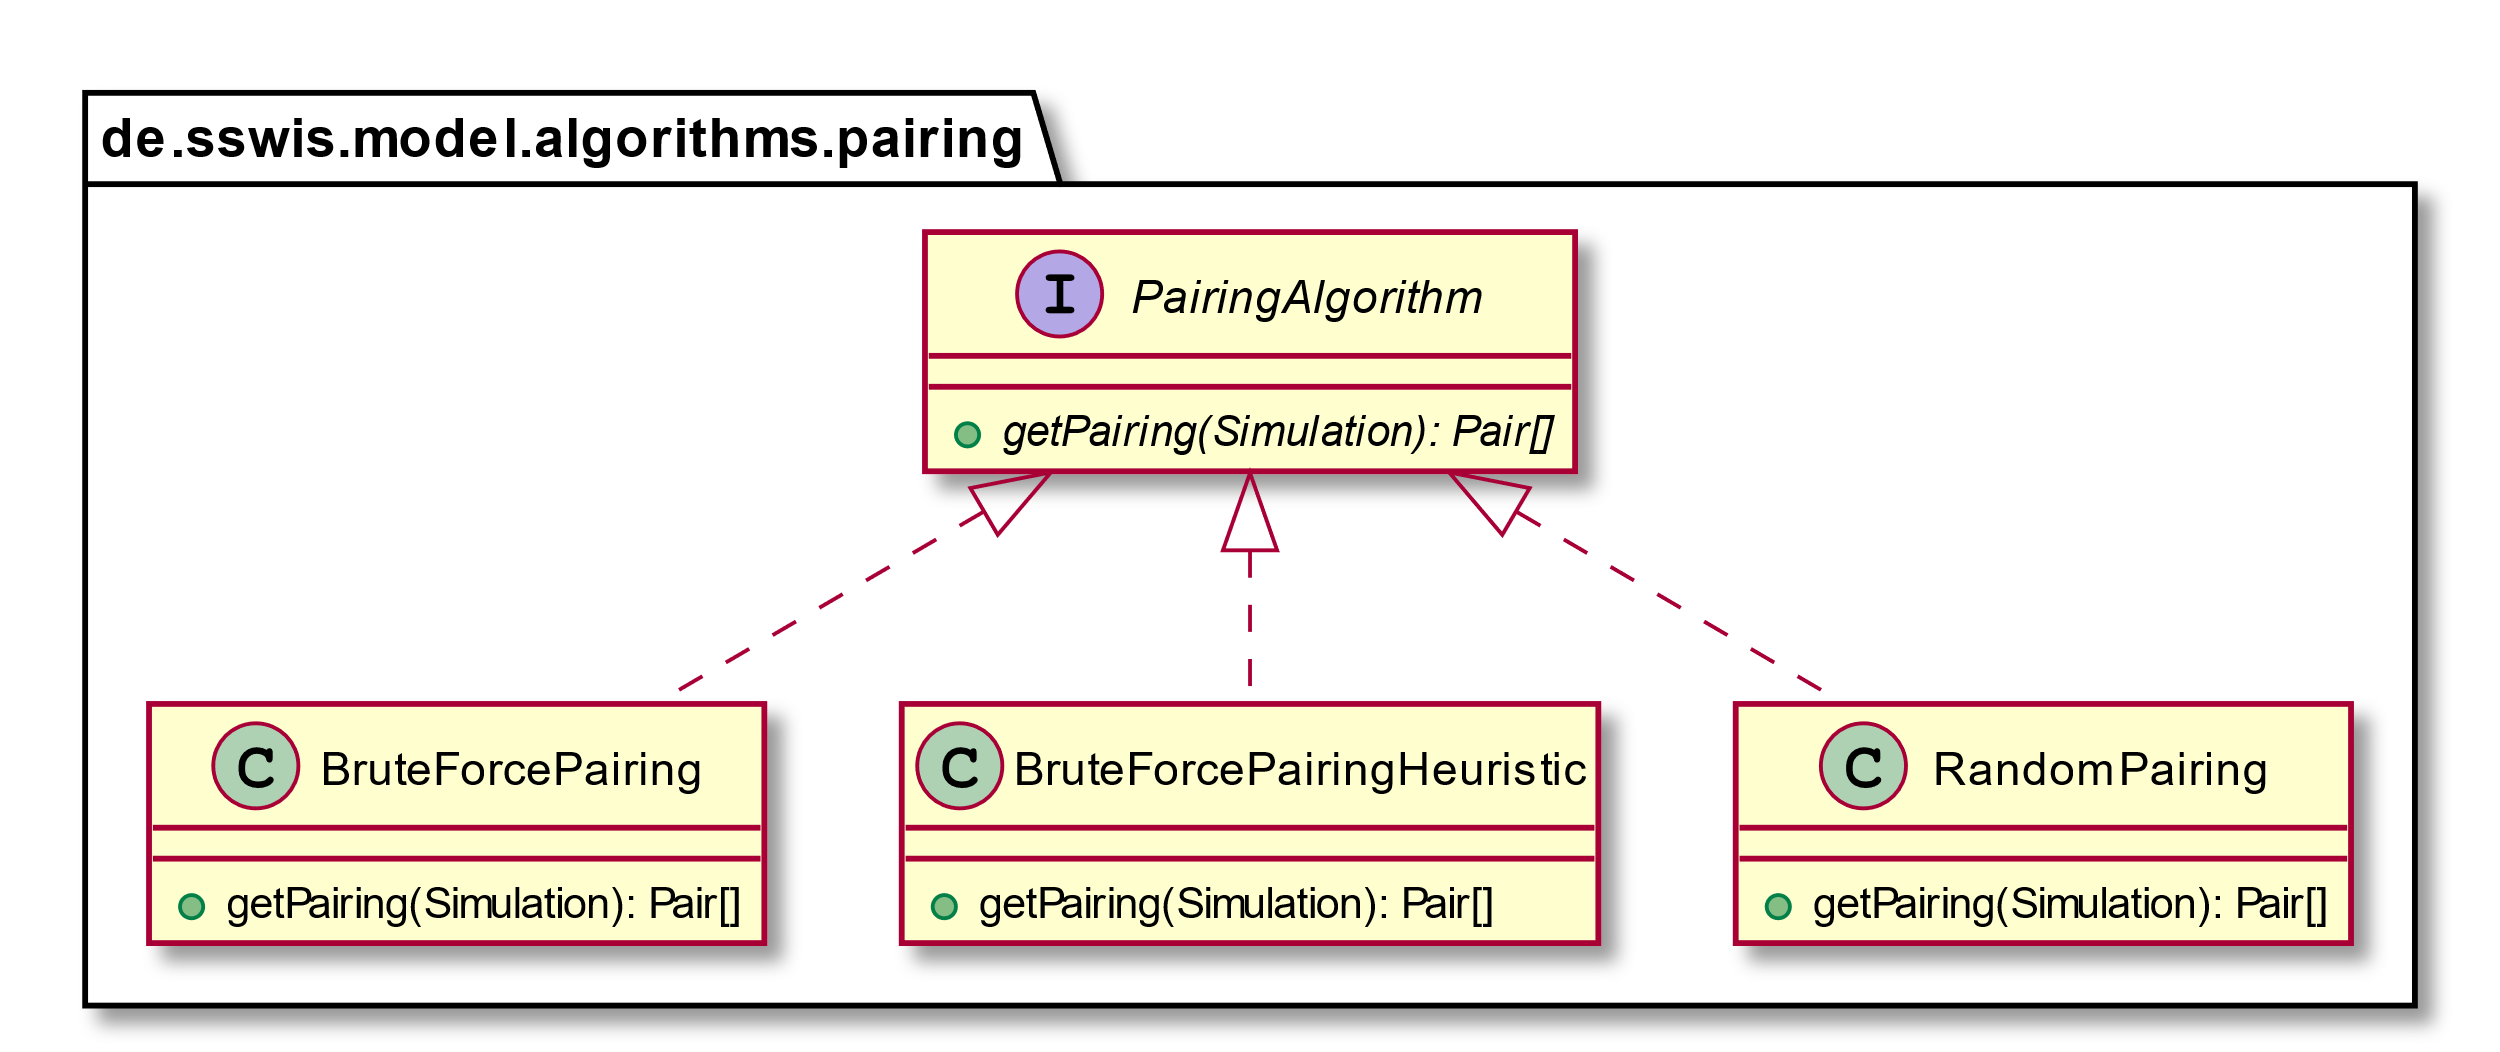 de.sswis.model.algorithms.pairing
I PairingAlgorithm
getPairing(Simulation): Pair[]
C BruteForcePairing
getPairing(Simulation): Pair[]
C BruteForcePairingHeuristic
getPairing(Simulation): Pair[]
C RandomPairing
getPairing(Simulation): Pair[]